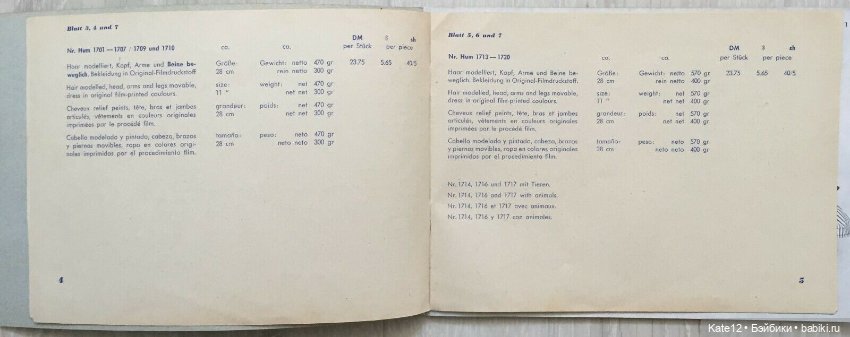 Blatt 3, 4 und 7
DM $ sh
Nr. Hum 1701—1707 / 1709 und 1710 ca. ca. per Stück per piece
Haar modelliert, Kopf, Arme und Beine be- Größe: Gewicht: netto 470 gr 23.75 5.65 40/5
weglich. Bekleidung in Original-Filmdruckstoff. 28 cm rein netto 300 gr
Hair modelled, head, arms and legs movable, size: weight: net 470 gr
dress in original film-printed colours. 11 " net net 300 gr
Cheveux relief peints, tête, bras et jambes grandeur: poids: net 470 gr
articulés, vêtements en couleurs originales 28 cm net net 300 gr
imprimées par le procédé film.
Cabello modelado y pintado, cabeza, brazos tamaño: peso: neto 470 gr
y piernas movibles, ropa en colores origi- 28 cm neto neto 300 gr
nales imprimidos por el procedimiento film.
4
Blatt 5, 6 und 7
DM $ sh
Nr. Hum 1713—1720 ca. ca. per Stück per piece
Haar modelliert, Kopf, Arme und Beine be- Größe: Gewicht: netto 570 gr 23.75 5.65 40/5
weglich. Bekleidung in Original-Filmdruckstoff. 28 cm rein netto 400 gr
Hair modelled, head, arms and legs movable, size: weight: net 570 gr
dress in original film-printed colours. 11 " net net 400 gr
Cheveux relief peints, tête, bras et jambes grandeur: poids: net 570 gr
articulés, vêtements en couleurs originales 28 cm net net 400 gr
imprimées par le procédé film.
Cabello modelado y pintado, cabeza, brazos tamaño: peso: neto 570 gr
y piernas movibles, ropa en colores origi- 28 cm neto neto 400 gr
nales imprimidos por el procedimiento film.
Nr. 1714, 1716 und 1717 mit Tieren.
Nr. 1714, 1716 and 1717 with animals.
Nr. 1714, 1716 et 1717 avec animaux.
Nr. 1714, 1716 y 1717 con animales.
5
Kate12 • Бэйбики • babiki.ru